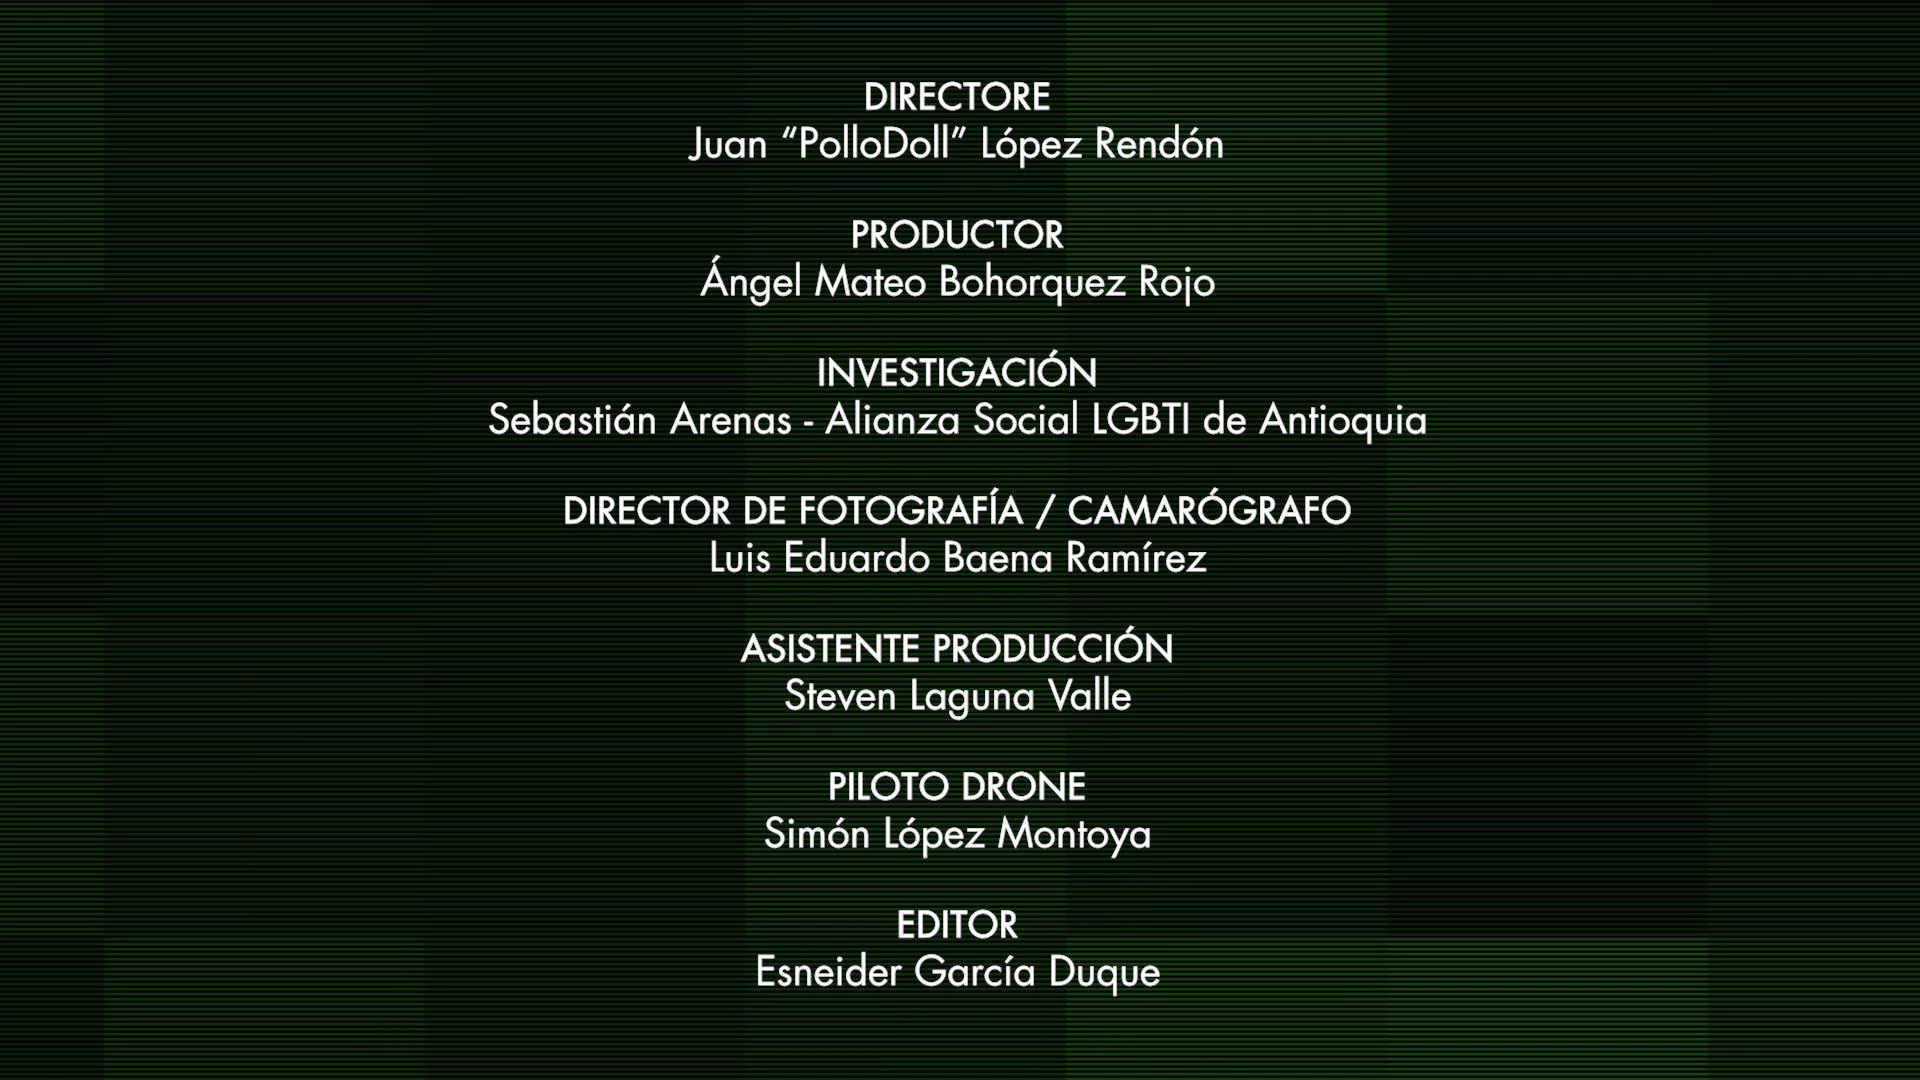 DIRECTORE
Juan “PolloDoll” López Rendón
PRODUCTOR
Ángel Mateo Bohorquez Rojo
INVESTIGACIÓN
Sebastián Arenas - Alianza Social LGBTI de Antioquia
DIRECTOR DE FOTOGRAFÍA / CAMARÓGRAFO
Luis Eduardo Baena Ramírez
ASISTENTE PRODUCCIÓN
Steven Laguna Valle
PILOTO DRONE
Simón López Montoya
EDITOR
Esneider García Duque